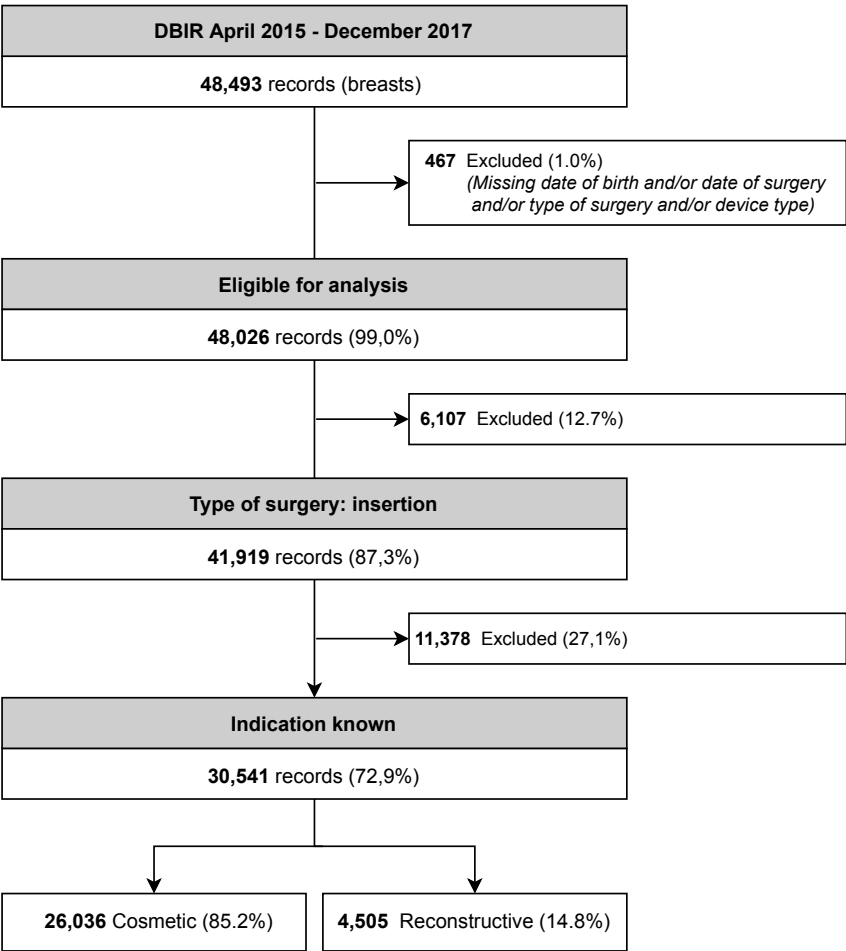 DBIR April 2015 - December 2017
48,493 records (breasts)
467 Excluded (1.0%)
(Missing date of birth and/or date of surgery
and/or type of surgery and/or device type)
Eligible for analysis
48,026 records (99,0%)
6,107 Excluded (12.7%)
Type of surgery: insertion
41,919 records (87,3%)
11,378 Excluded (27,1%)
Indication known
30,541 records (72,9%)
26,036 Cosmetic (85.2%)
4,505 Reconstructive (14.8%)